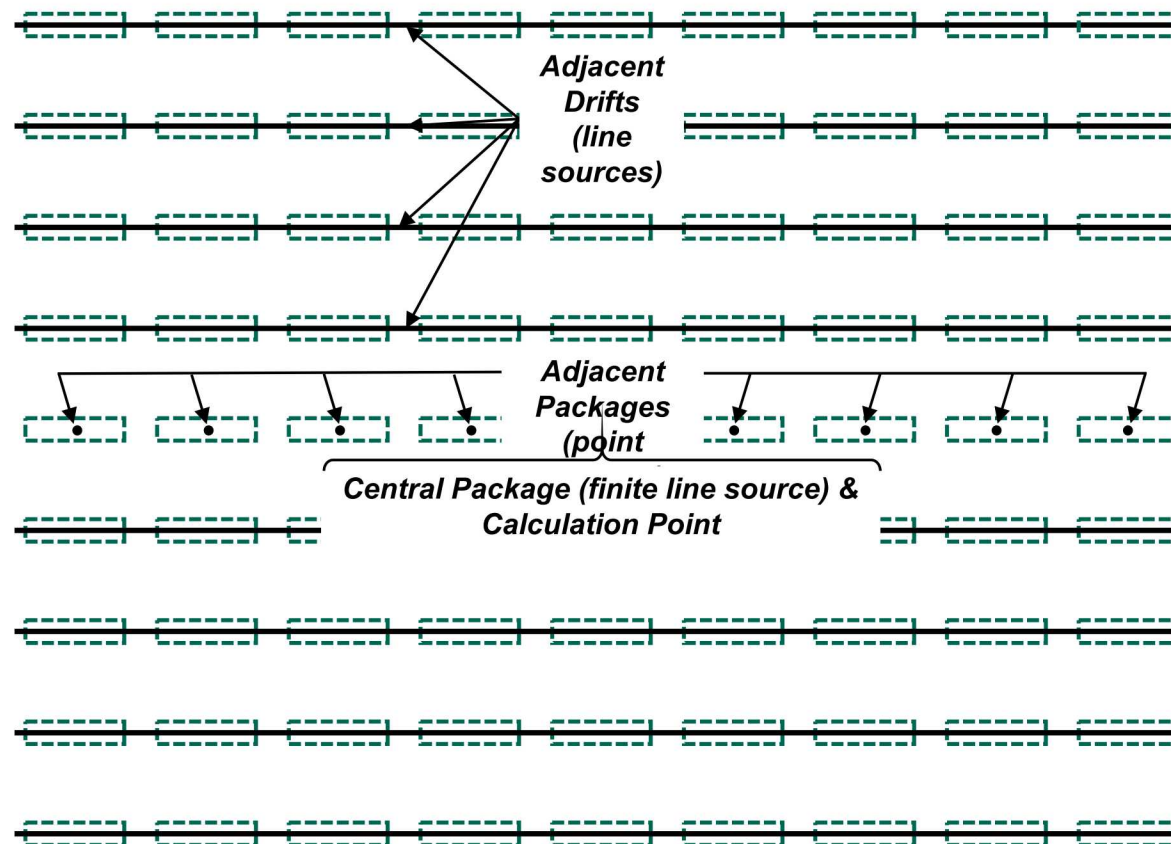 Adjacent
Drifts
(line
sources)
Adjacent
Packages
(point
Central Package (finite line source) &
Calculation Point